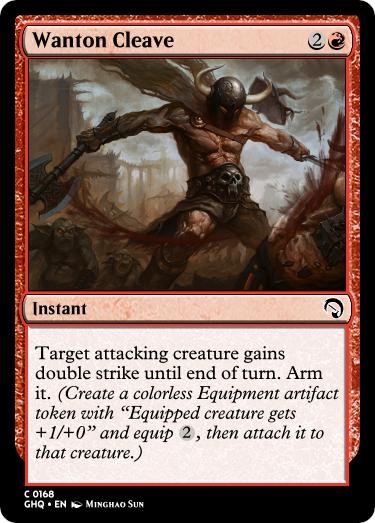 Wanton Cleave 2
Instant
Target attacking creature gains
double strike until end of turn. Arm
it. (Create a colorless Equipment artifact
token with “Equipped creature gets
+1/+0” and equip 2, then attach it to
that creature.)
C 0168
GHQ • EN Minghao Sun